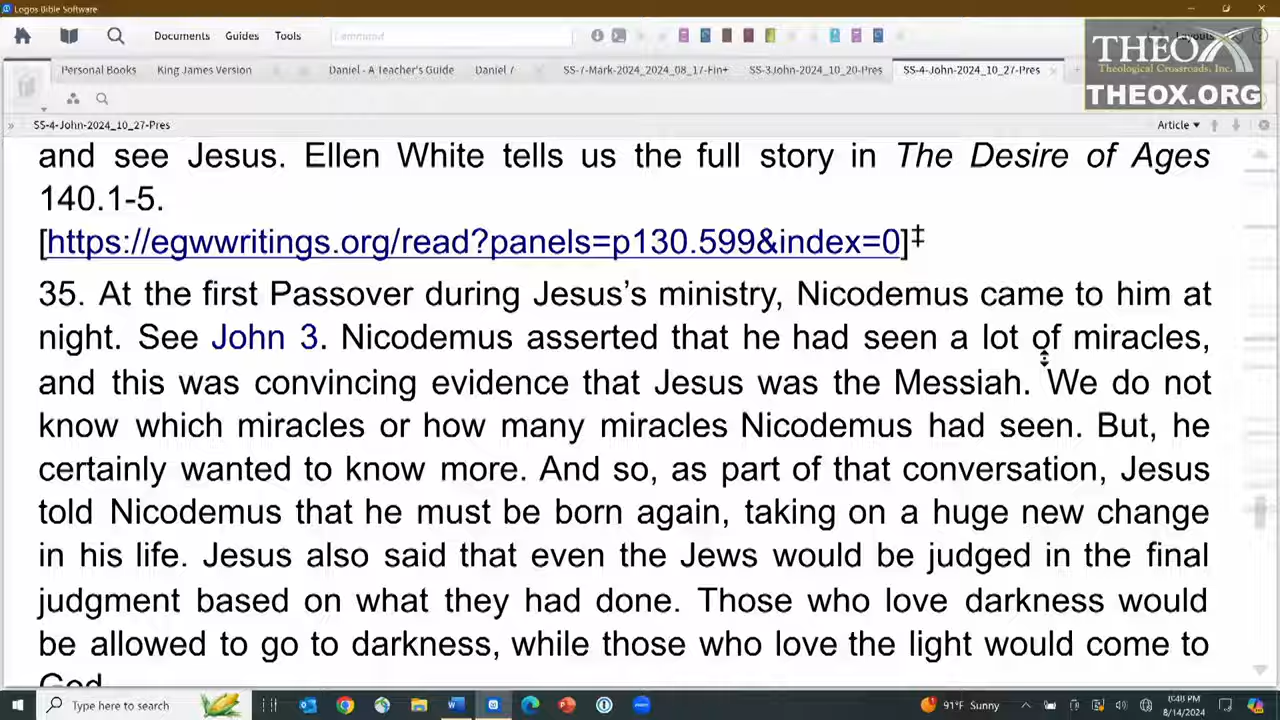 Logos Bible Software
Documents Guides Tools Command Layouts
THEOX
Theological Crossroads, Inc.
THEOX.ORG
Personal Books King James Version SS-3John-2024_10_20-Pres SS-4-John-2024_10_27-Pres
SS-4-John-2024_10_27-Pres Article
and see Jesus. Ellen White tells us the full story in The Desire of Ages
140.1-5.
[https://egwwritings.org/read?panels=p130.599&index=0]‡
35. At the first Passover during Jesus’s ministry, Nicodemus came to him at
night. See John 3. Nicodemus asserted that he had seen a lot of miracles,
and this was convincing evidence that Jesus was the Messiah. We do not
know which miracles or how many miracles Nicodemus had seen. But, he
certainly wanted to know more. And so, as part of that conversation, Jesus
told Nicodemus that he must be born again, taking on a huge new change
in his life. Jesus also said that even the Jews would be judged in the final
judgment based on what they had done. Those who love darkness would
be allowed to go to darkness, while those who love the light would come to
God.
Type here to search 91°F Sunny
8/14/2024